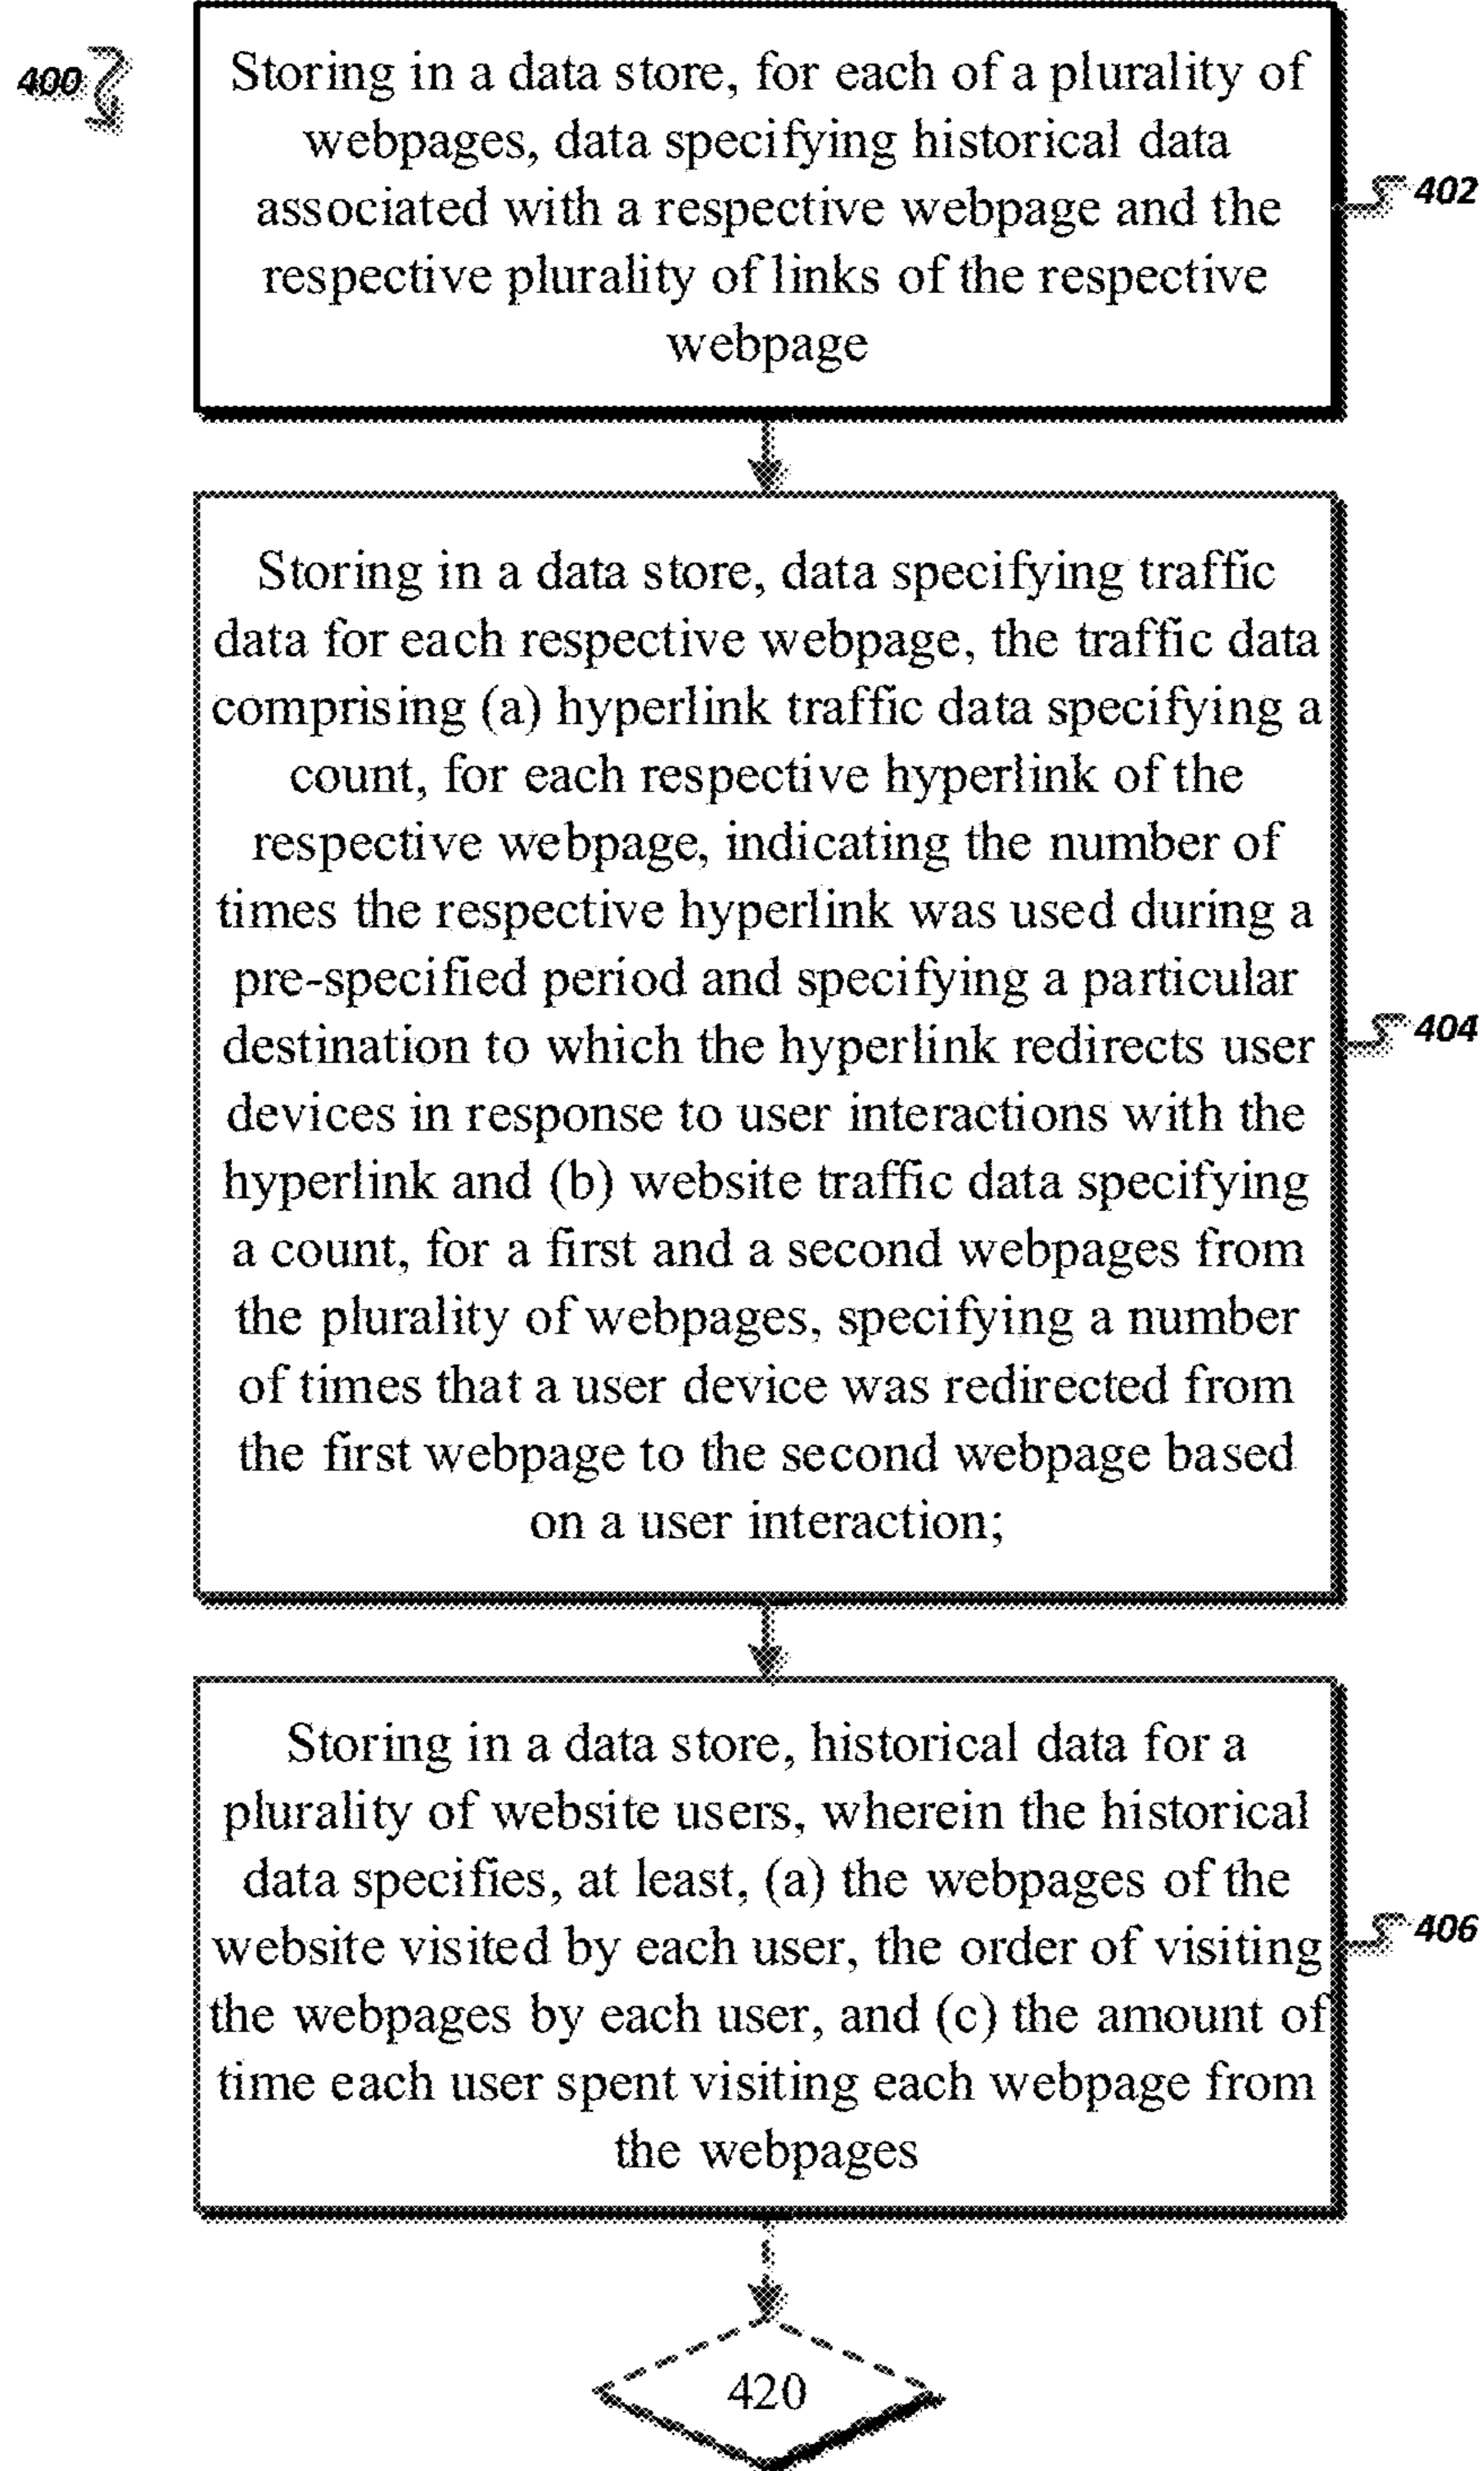 400
Storing in a data store, for each of a plurality of
webpages, data specifying historical data
associated with a respective webpage and the
respective plurality of links of the respective
webpage
402
Storing in a data store, data specifying traffic
data for each respective webpage, the traffic data
comprising (a) hyperlink traffic data specifying a
count, for each respective hyperlink of the
respective webpage, indicating the number of
times the respective hyperlink was used during a
pre-specified period and specifying a particular
destination to which the hyperlink redirects user
devices in response to user interactions with the
hyperlink and (b) website traffic data specifying
a count, for a first and a second webpages from
the plurality of webpages, specifying a number
of times that a user device was redirected from
the first webpage to the second webpage based
on a user interaction;
404
Storing in a data store, historical data for a
plurality of website users, wherein the historical
data specifies, at least, (a) the webpages of the
website visited by each user, the order of visiting
the webpages by each user, and (c) the amount of
time each user spent visiting each webpage from
the webpages
406
420